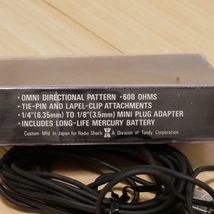 • OMNI DIRECTIONAL PATTERN • 600 OHMS
• TIE-PIN AND LAPEL-CLIP ATTACHMENTS
• 1/4"(6.35mm) TO 1/8"(3.5mm) MINI PLUG ADAPTER
• INCLUDES LONG-LIFE MERCURY BATTERY
Custom Mfd In Japan for Radio Shack A Division of Tandy Corporation